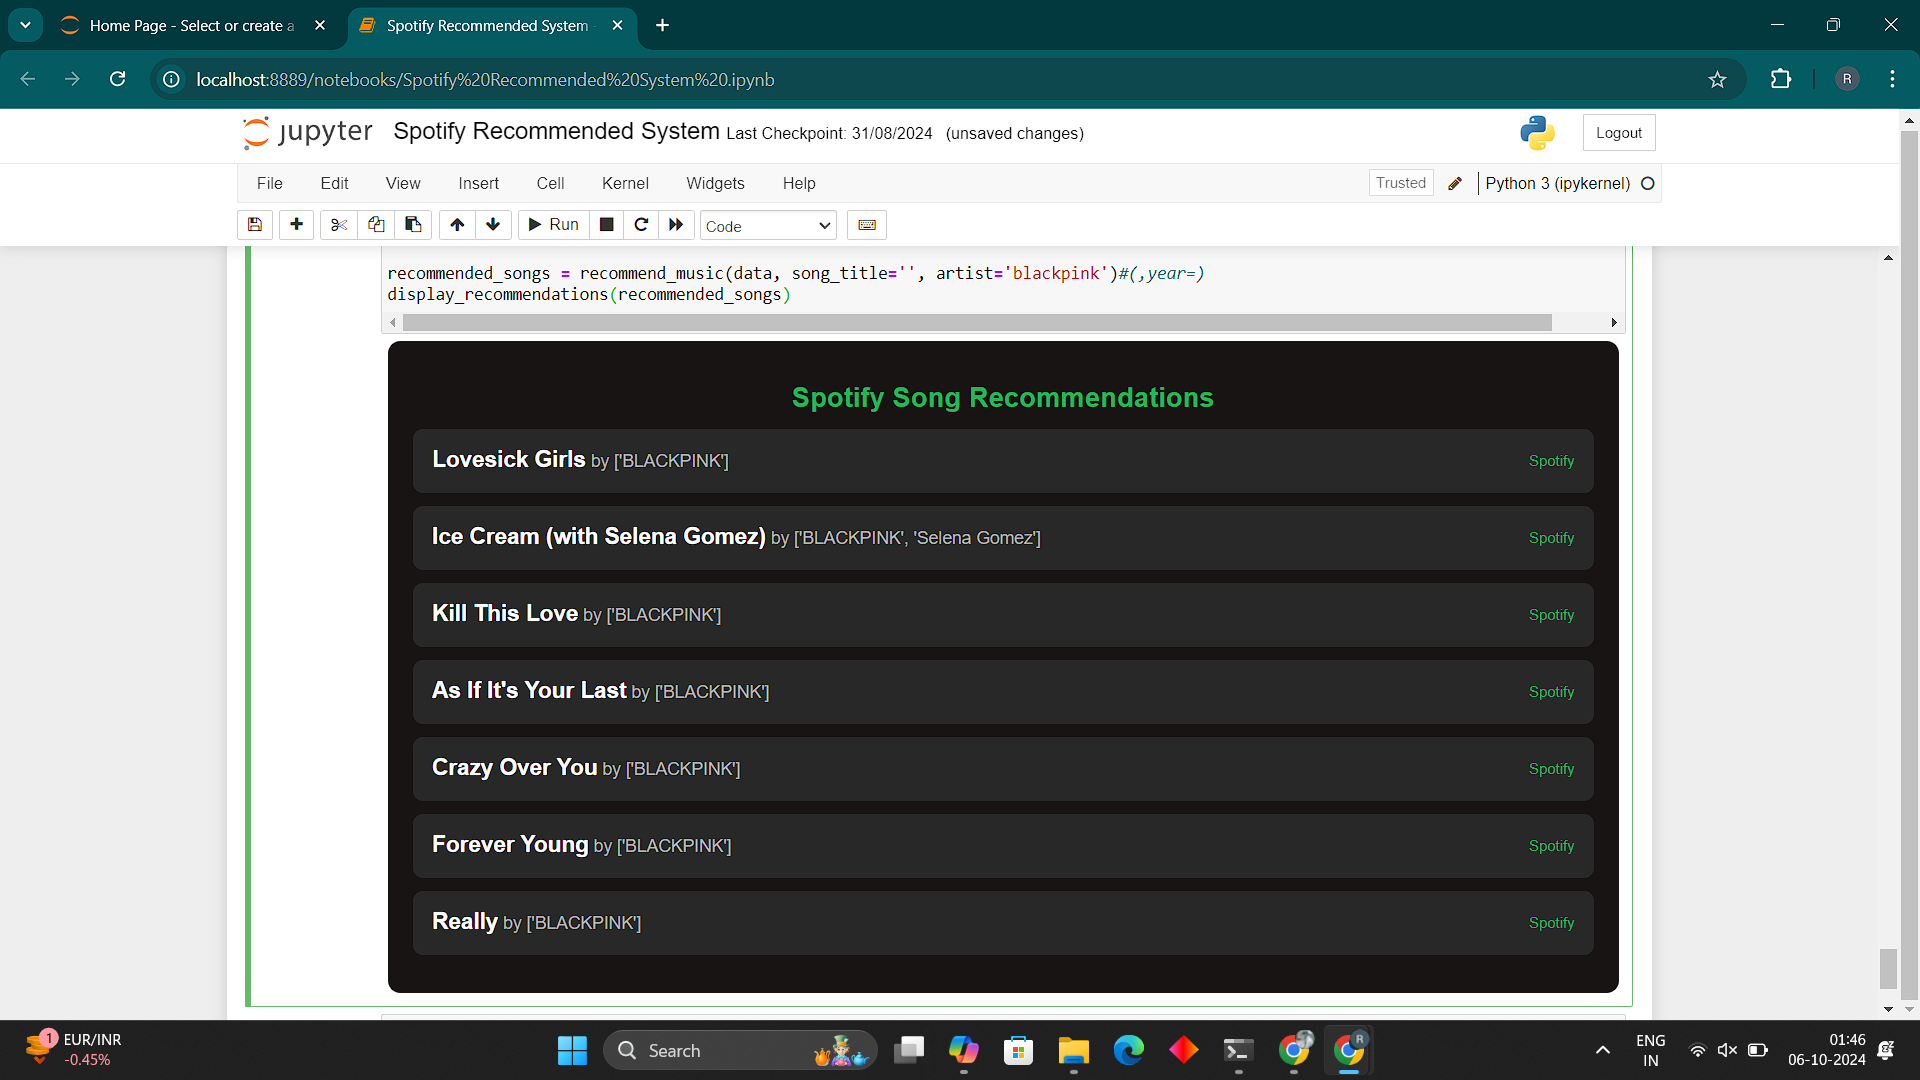 Home Page - Select or create a
Spotify Recommended System
localhost:8889/notebooks/Spotify%20Recommended%20System%20.ipynb
R
jupyter Spotify Recommended System Last Checkpoint: 31/08/2024 (unsaved changes)
Logout
File Edit View Insert Cell Kernel Widgets Help
Trusted Python 3 (ipykernel)
Run Code
recommended_songs = recommend_music(data, song_title='', artist='blackpink')#(,year=)
display_recommendations(recommended_songs)
Spotify Song Recommendations
Lovesick Girls by ['BLACKPINK'] Spotify
Ice Cream (with Selena Gomez) by ['BLACKPINK', 'Selena Gomez'] Spotify
Kill This Love by ['BLACKPINK'] Spotify
As If It's Your Last by ['BLACKPINK'] Spotify
Crazy Over You by ['BLACKPINK'] Spotify
Forever Young by ['BLACKPINK'] Spotify
Really by ['BLACKPINK'] Spotify
1
EUR/INR
-0.45%
Search
R
ENG
IN
01:46
06-10-2024